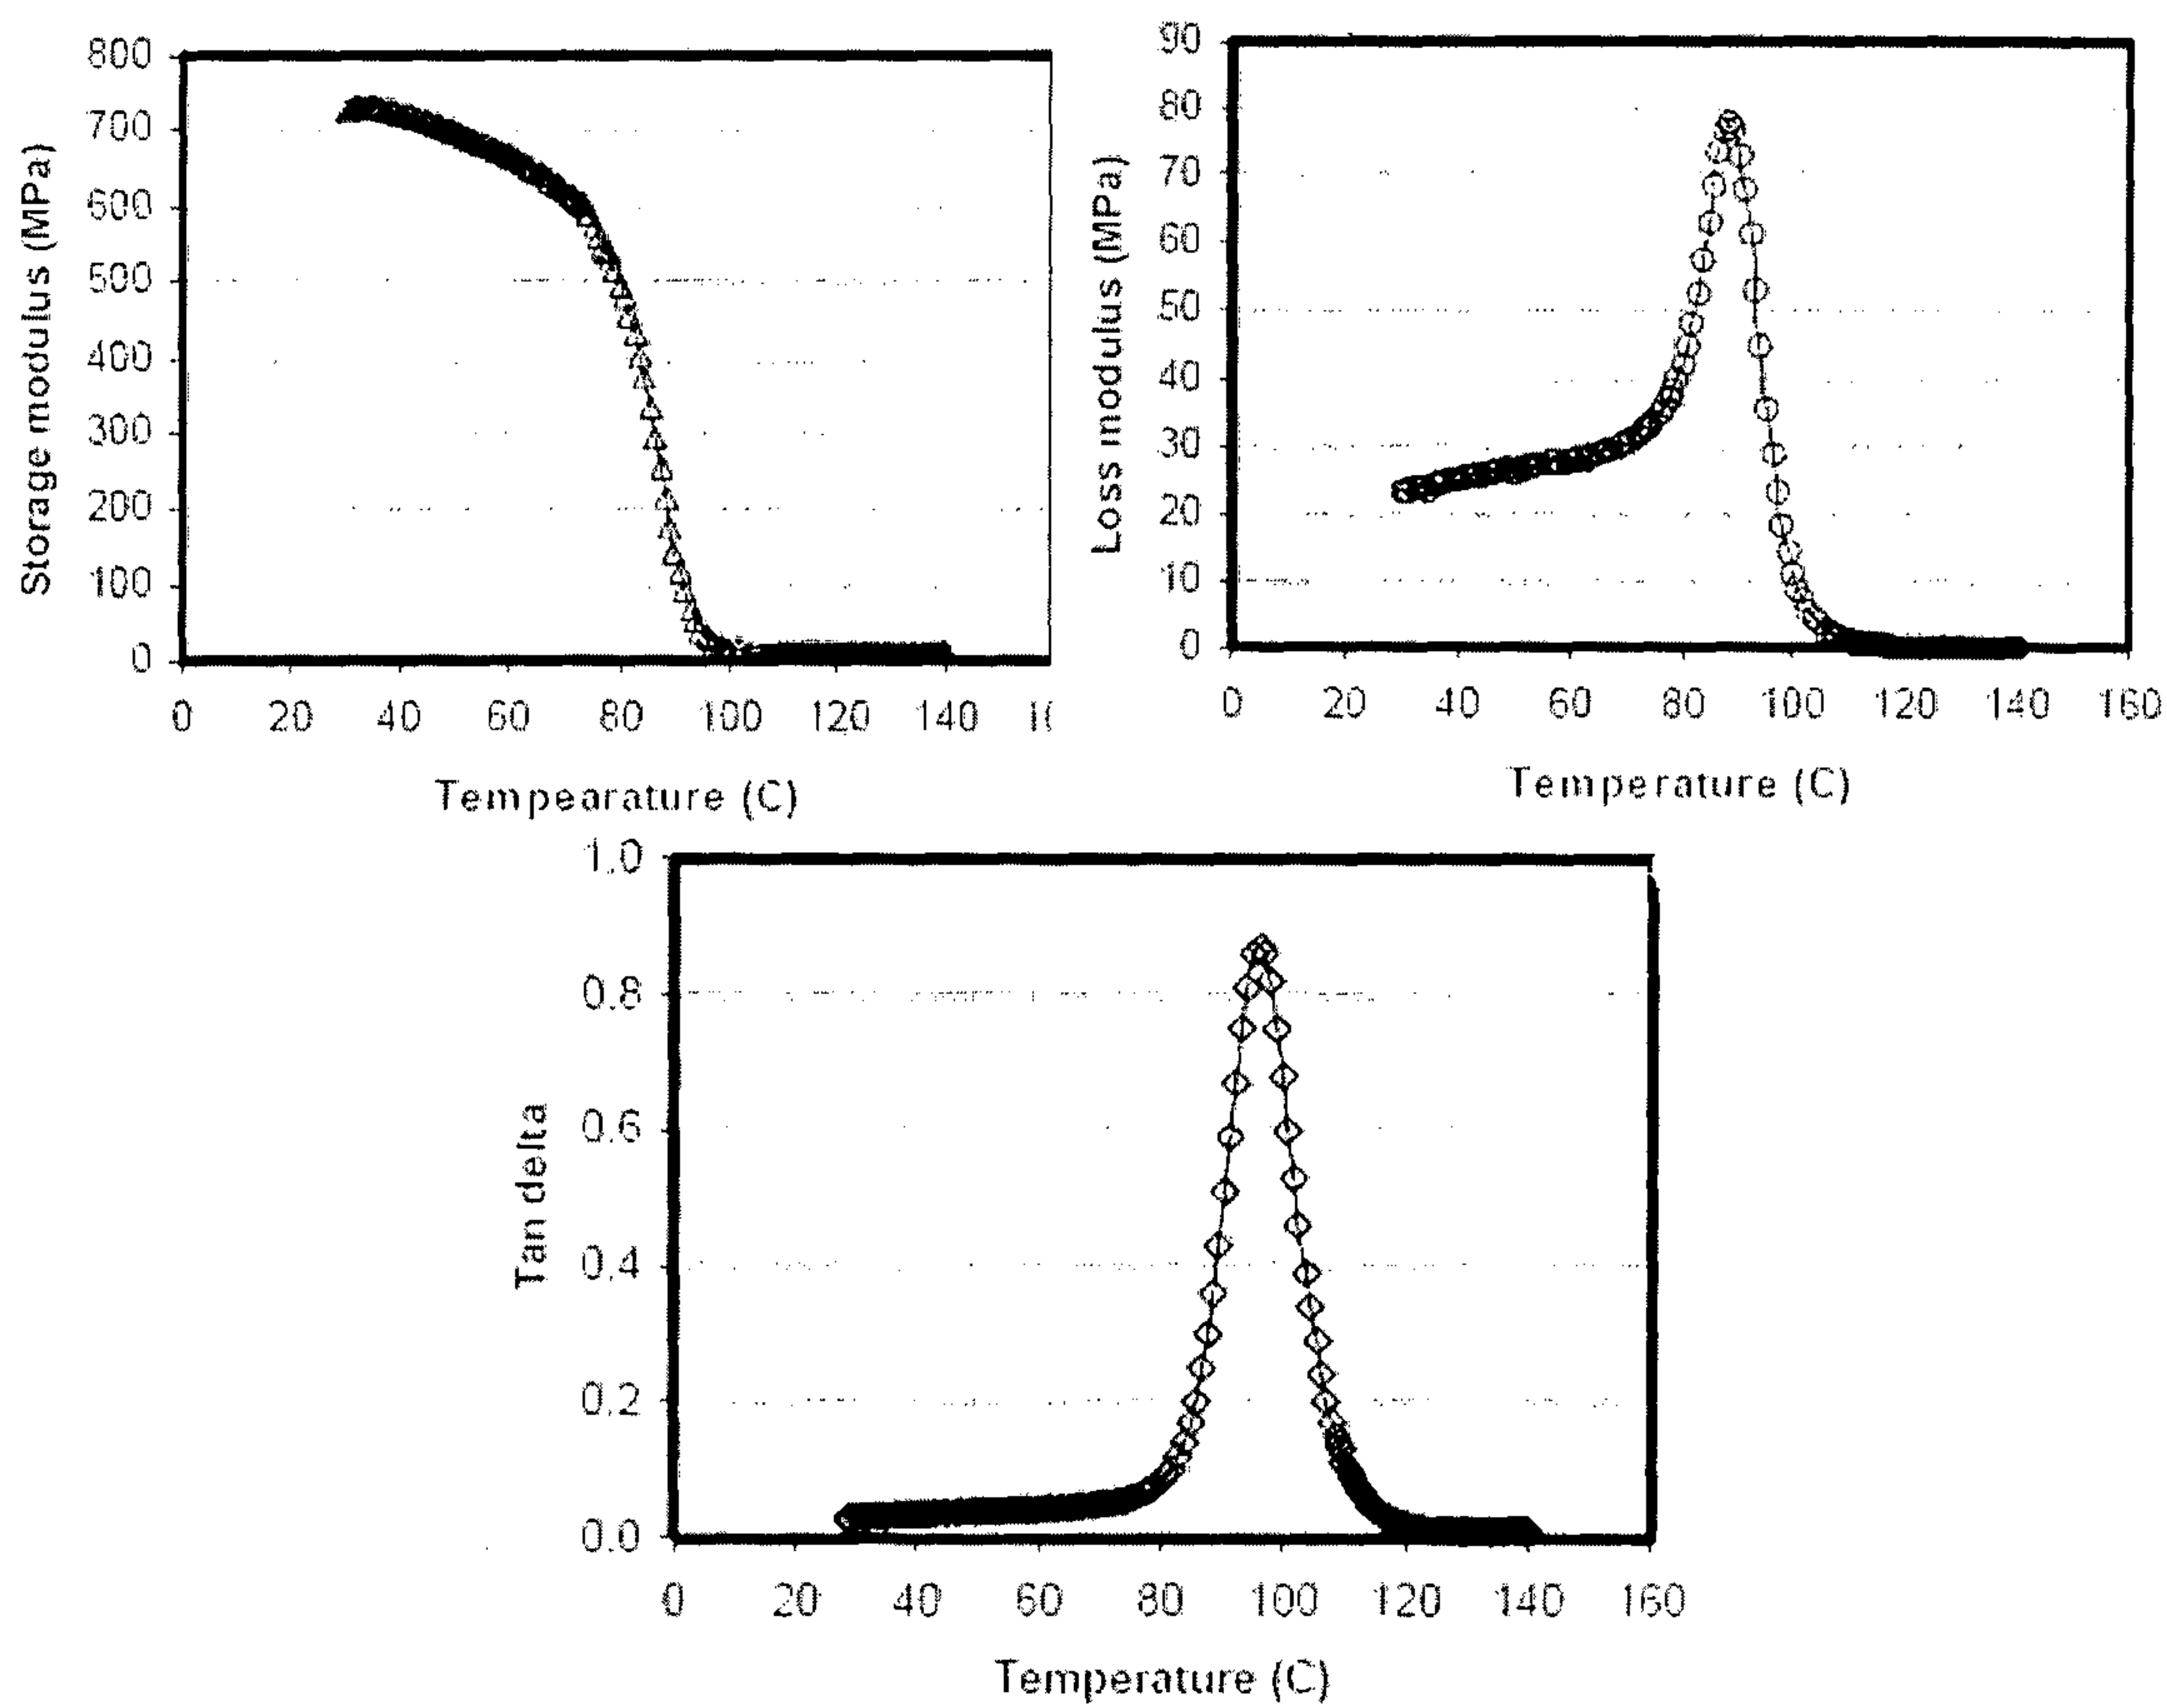 Storage modulus (MPa)
800
700
600
500
400
300
200
100
0
0 20 40 60 80 100 120 140
Tempearature (C)
Loss modulus (MPa)
90
80
70
60
50
40
30
20
10
0
0 20 40 60 80 100 120 140 160
Temperature (C)
Tan delta
1.0
0.8
0.6
0.4
0.2
0.0
0 20 40 60 80 100 120 140 160
Temperature (C)